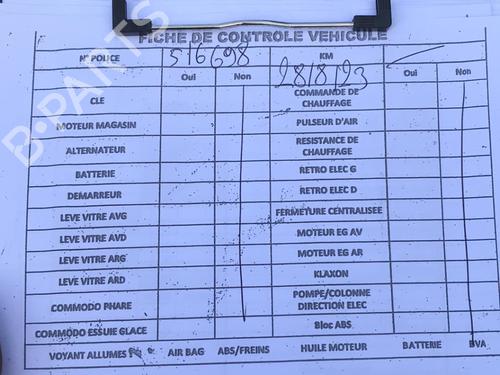 FICHE DE CONTROLE VEHICULE
N° POLICE 516698 KM
Oui Non 28/8/23 Oui Non
CLE COMMANDE DE CHAUFFAGE
MOTEUR MAGASIN PULSEUR D'AIR
ALTERNATEUR RESISTANCE DE CHAUFFAGE
BATTERIE RETRO ELEC G
DEMARREUR RETRO ELEC D
LEVE VITRE AVG FERMETURE CENTRALISEE
LEVE VITRE AVD MOTEUR EG AV
LEVE VITRE ARG MOTEUR EG AR
LEVE VITRE ARD KLAXON
COMMODO PHARE POMPE/COLONNE DIRECTION ELEC
COMMODO ESSUIE GLACE Bloc ABS
VOYANT ALLUMES AIR BAG ABS/FREINS HUILE MOTEUR BATTERIE BVA
B-PARTS